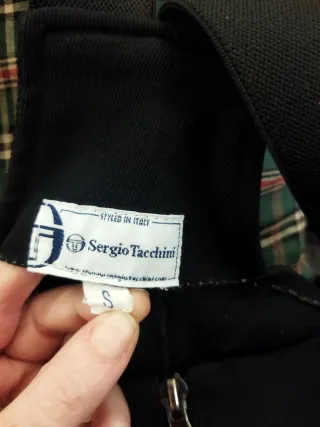 STYLED IN ITALY
Sergio Tacchini
S